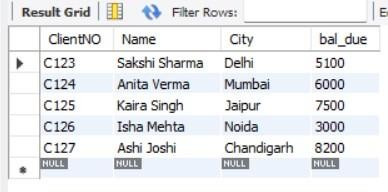 Result Grid Filter Rows:
ClientNO Name City bal_due
C123 Sakshi Sharma Delhi 5100
C124 Anita Verma Mumbai 6000
C125 Kaira Singh Jaipur 7500
C126 Isha Mehta Noida 3000
C127 Ashi Joshi Chandigarh 8200
NULL NULL NULL NULL